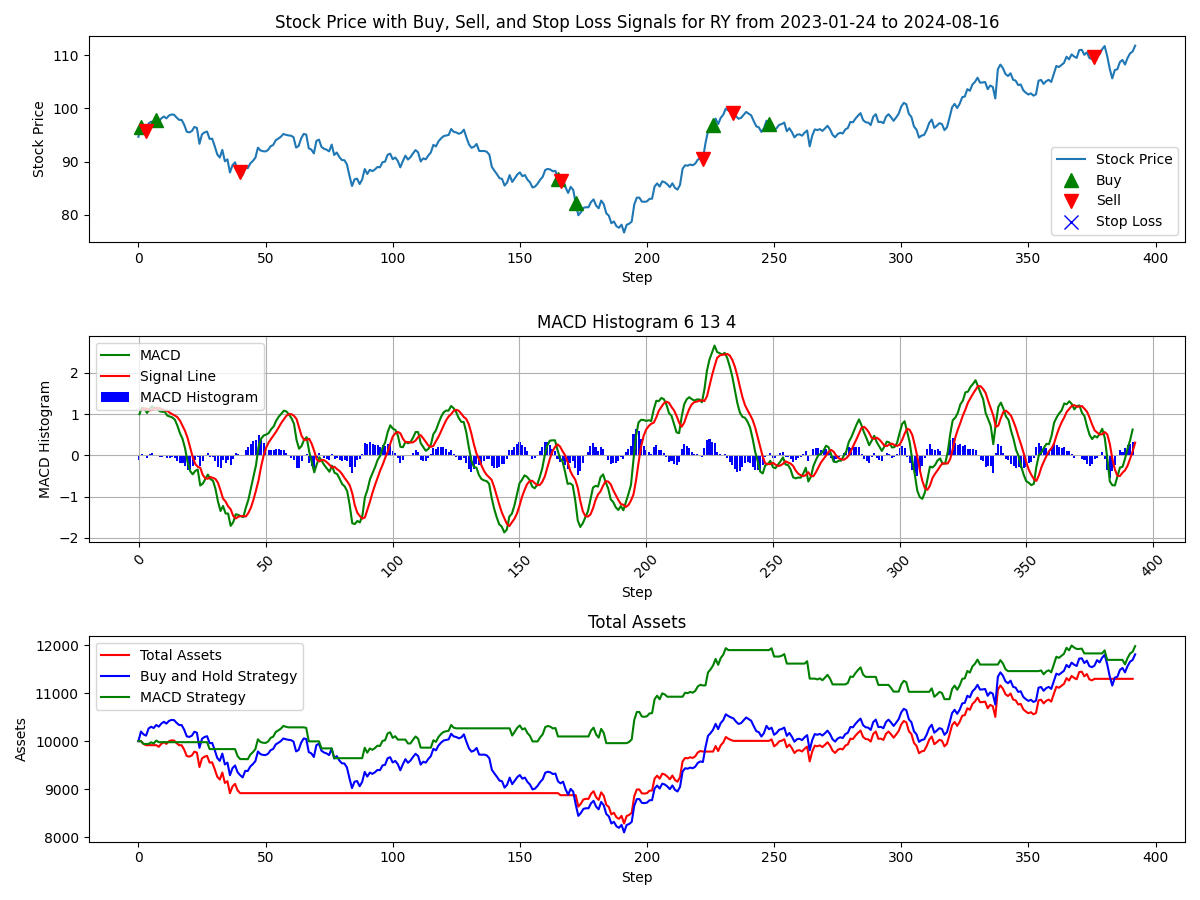 Stock Price with Buy, Sell, and Stop Loss Signals for RY from 2023-01-24 to 2024-08-16
Stock Price
110
100
90
80
Stock Price
Buy
Sell
Stop Loss
0 50 100 150 200 250 300 350 400
Step
MACD Histogram 6 13 4
MACD Histogram
2
1
0
−1
−2
MACD
Signal Line
MACD Histogram
0 50 100 150 200 250 300 350 400
Step
Total Assets
Assets
12000
11000
10000
9000
8000
Total Assets
Buy and Hold Strategy
MACD Strategy
0 50 100 150 200 250 300 350 400
Step